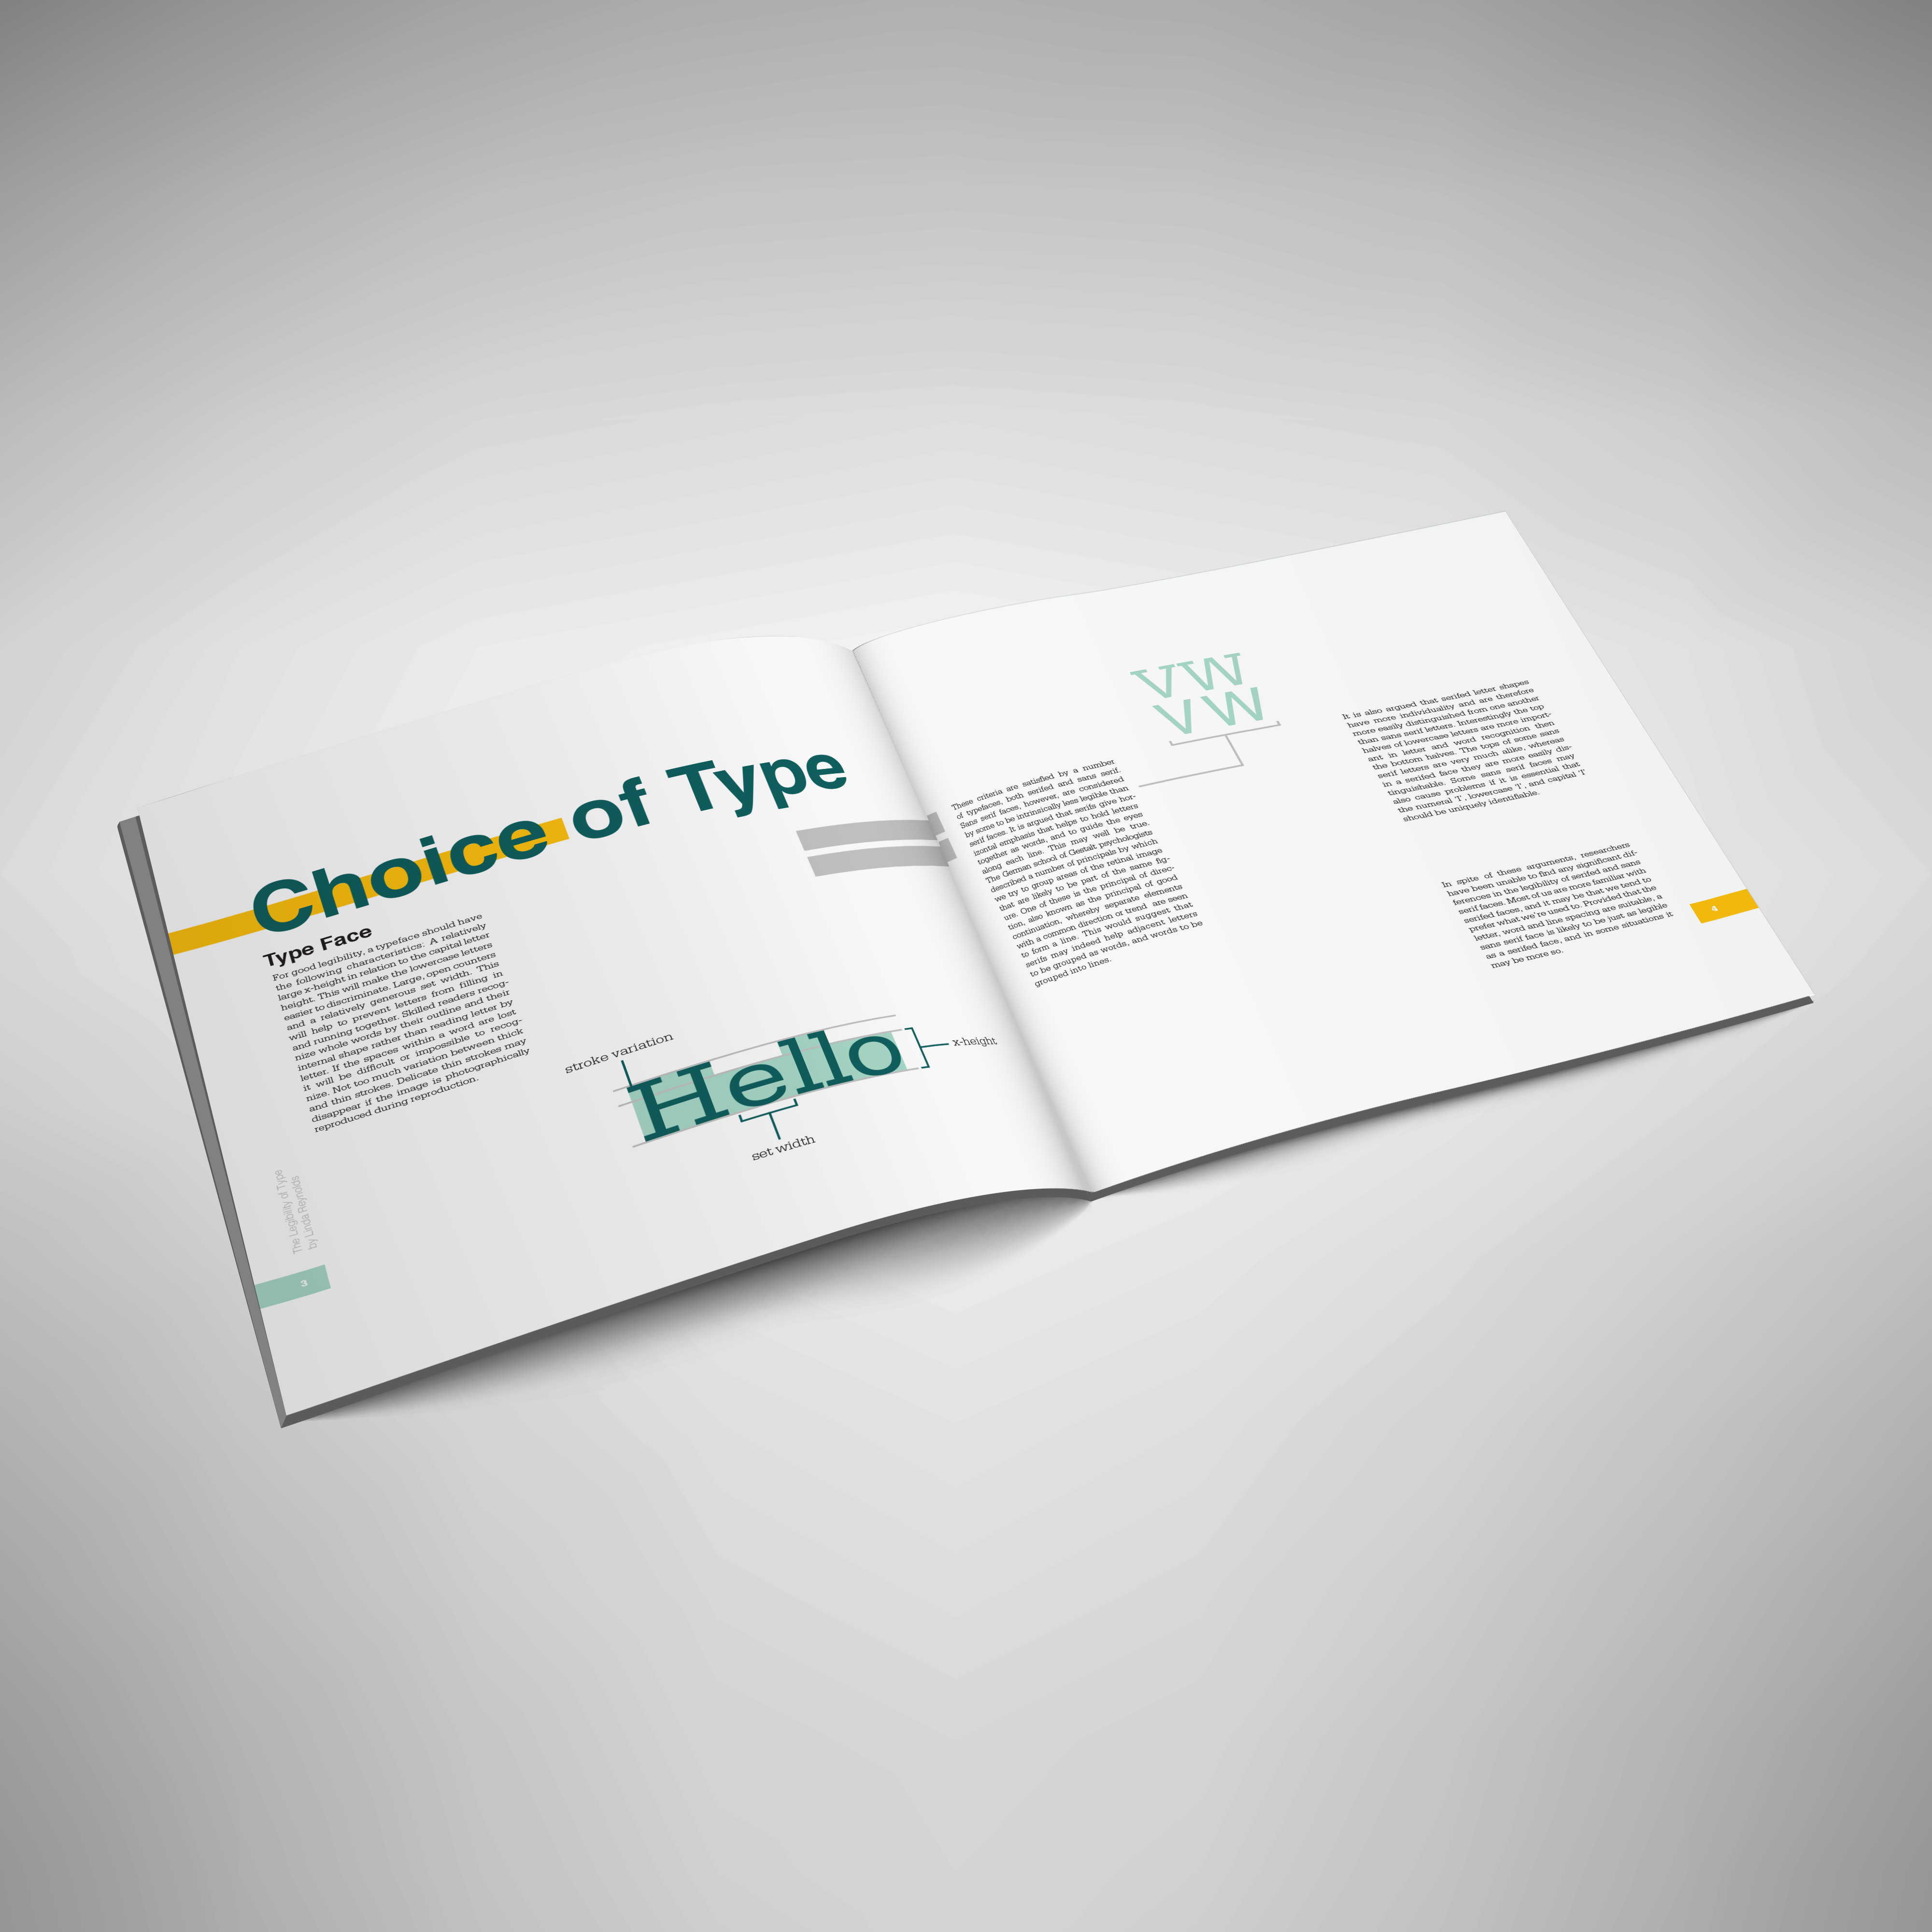 Choice of Type
Type Face
For good legibility, a typeface should have
the following characteristics: A relatively
large x-height in relation to the capital letter
height. This will make the lowercase letters
easier to discriminate. Large, open counters
and a relatively generous set width. This
will help to prevent letters from filling in
and running together. Skilled readers recog-
nize whole words by their outline and their
internal shape rather than reading letter by
letter. If the spaces within a word are lost
it will be difficult or impossible to recog-
nize. Not too much variation between thick
and thin strokes. Delicate thin strokes may
disappear if the image is photographically
reproduced during reproduction.
stroke variation
Hello
x-height
set width
The Legibility of Type
by Linda Reynolds
3
VW
VW
These criteria are satisfied by a number
of typefaces, both serifed and sans serif.
Sans serif faces, however, are considered
by some to be intrinsically less legible than
serif faces. It is argued that serifs give hor-
izontal emphasis that helps to hold letters
together as words, and to guide the eyes
along each line. This may well be true.
The German school of Gestalt psychologists
described a number of principals by which
we try to group areas of the retinal image
that are likely to be part of the same fig-
ure. One of these is the principal of direc-
tion, also known as the principal of good
continuation, whereby separate elements
with a common direction or trend are seen
to form a line. This would suggest that
serifs may indeed help adjacent letters
to be grouped as words, and words to be
grouped into lines.
It is also argued that serifed letter shapes
have more individuality and are therefore
more easily distinguished from one another
than sans serif letters. Interestingly the top
halves of lowercase letters are more import-
ant in letter and word recognition then
the bottom halves. The tops of some sans
serif letters are very much alike, whereas
in a serifed face they are more easily dis-
tinguishable. Some sans serif faces may
also cause problems if it is essential that
the numeral '1', lowercase 'l', and capital 'I'
should be uniquely identifiable.
In spite of these arguments, researchers
have been unable to find any significant dif-
ferences in the legibility of serifed and sans
serif faces. Most of us are more familiar with
serifed faces, and it may be that we tend to
prefer what we're used to. Provided that the
letter, word and line spacing are suitable, a
sans serif face is likely to be just as legible
as a serifed face, and in some situations it
may be more so.
4